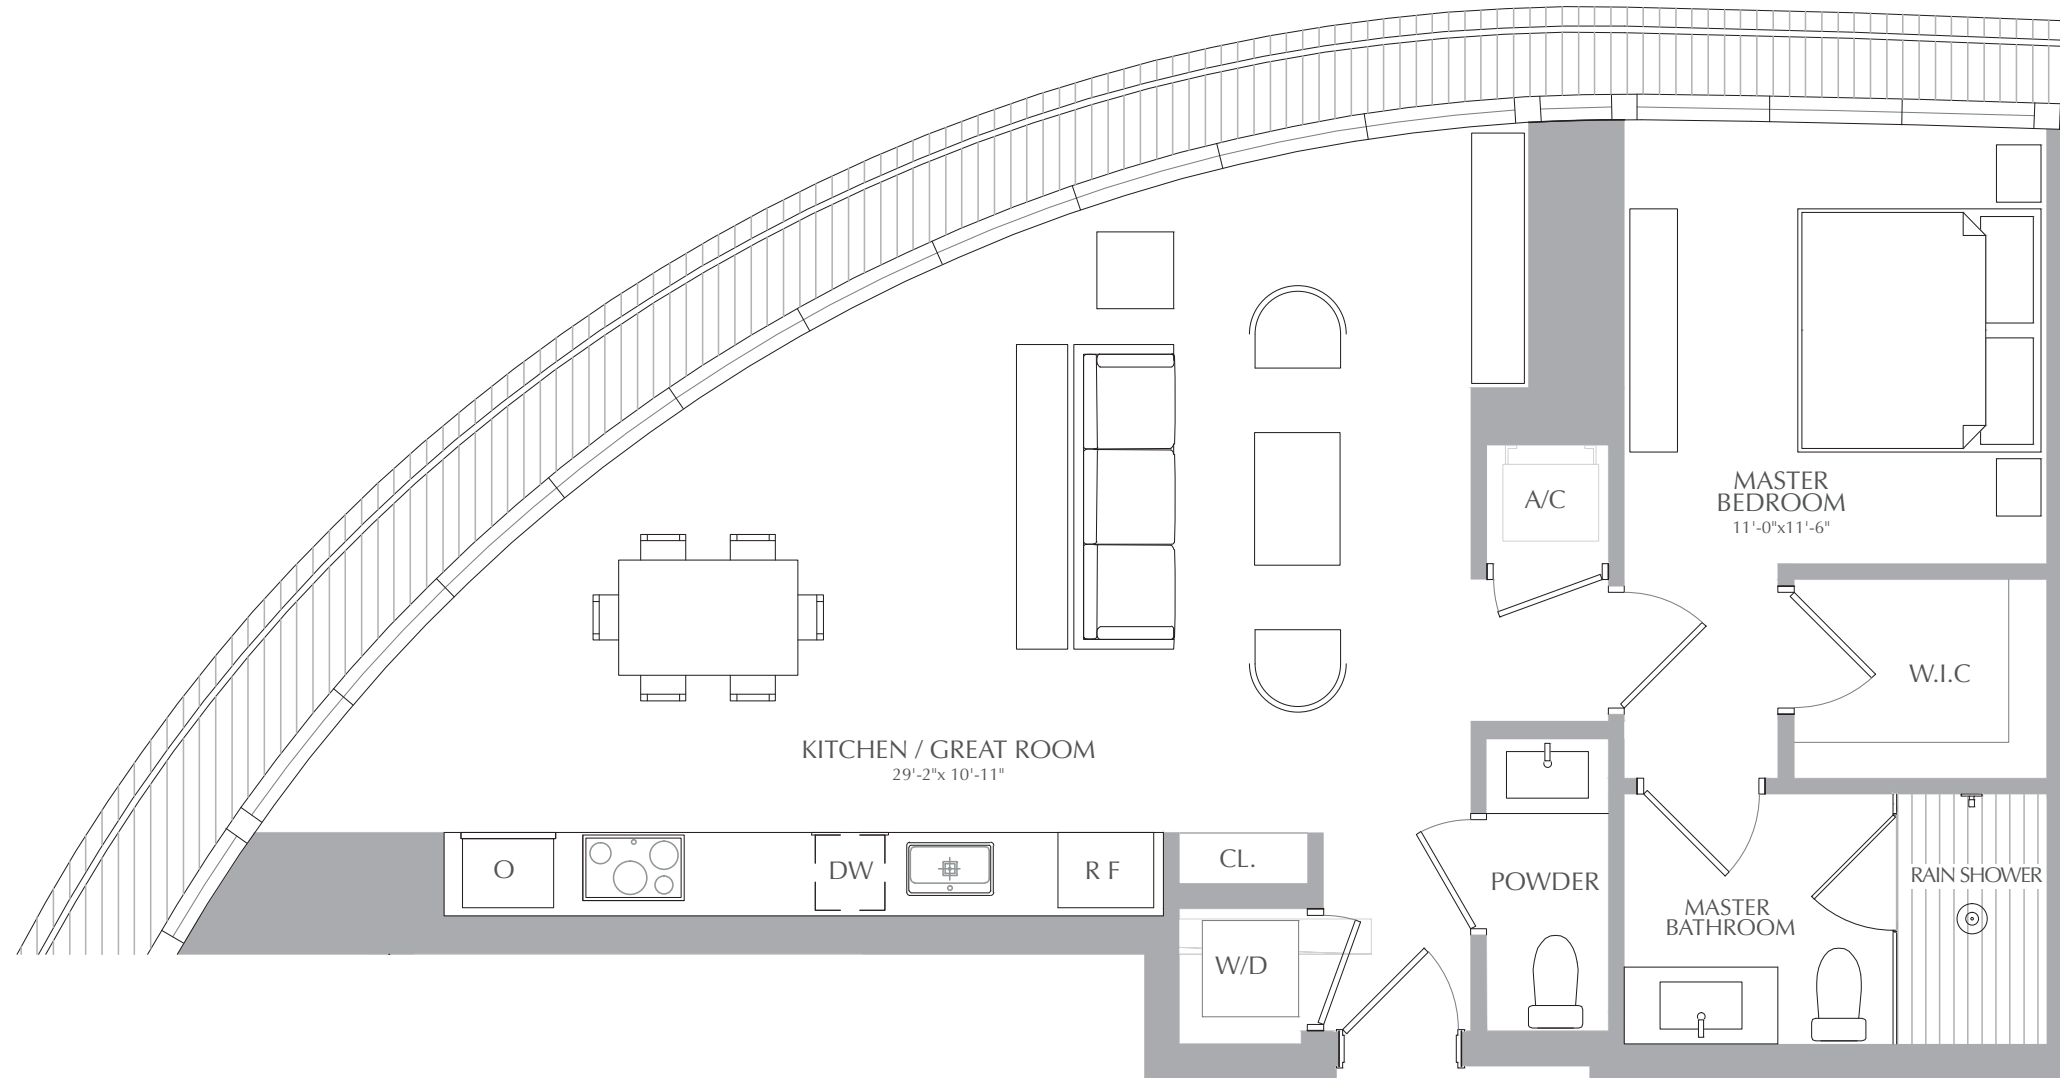 A/C
MASTER
BEDROOM
11'-0"x11'-6"
W.I.C
KITCHEN / GREAT ROOM
29'-2"x 10'-11"
O
DW
R F
CL.
POWDER
RAIN SHOWER
MASTER
BATHROOM
W/D